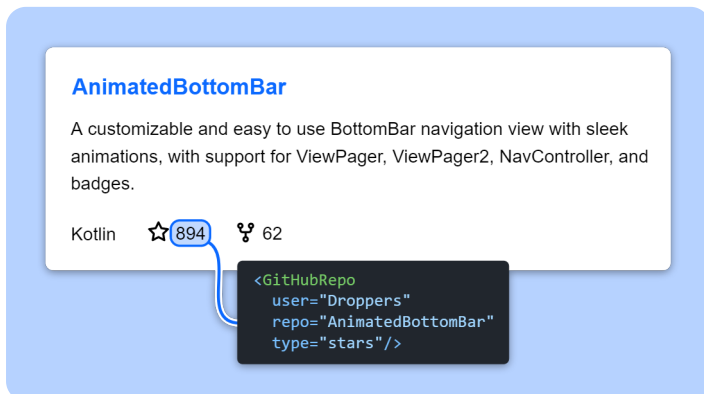 AnimatedBottomBar
A customizable and easy to use BottomBar navigation view with sleek
animations, with support for ViewPager, ViewPager2, NavController, and
badges.
Kotlin 894 62
<GitHubRepo
user="Droppers"
repo="AnimatedBottomBar"
type="stars"/>